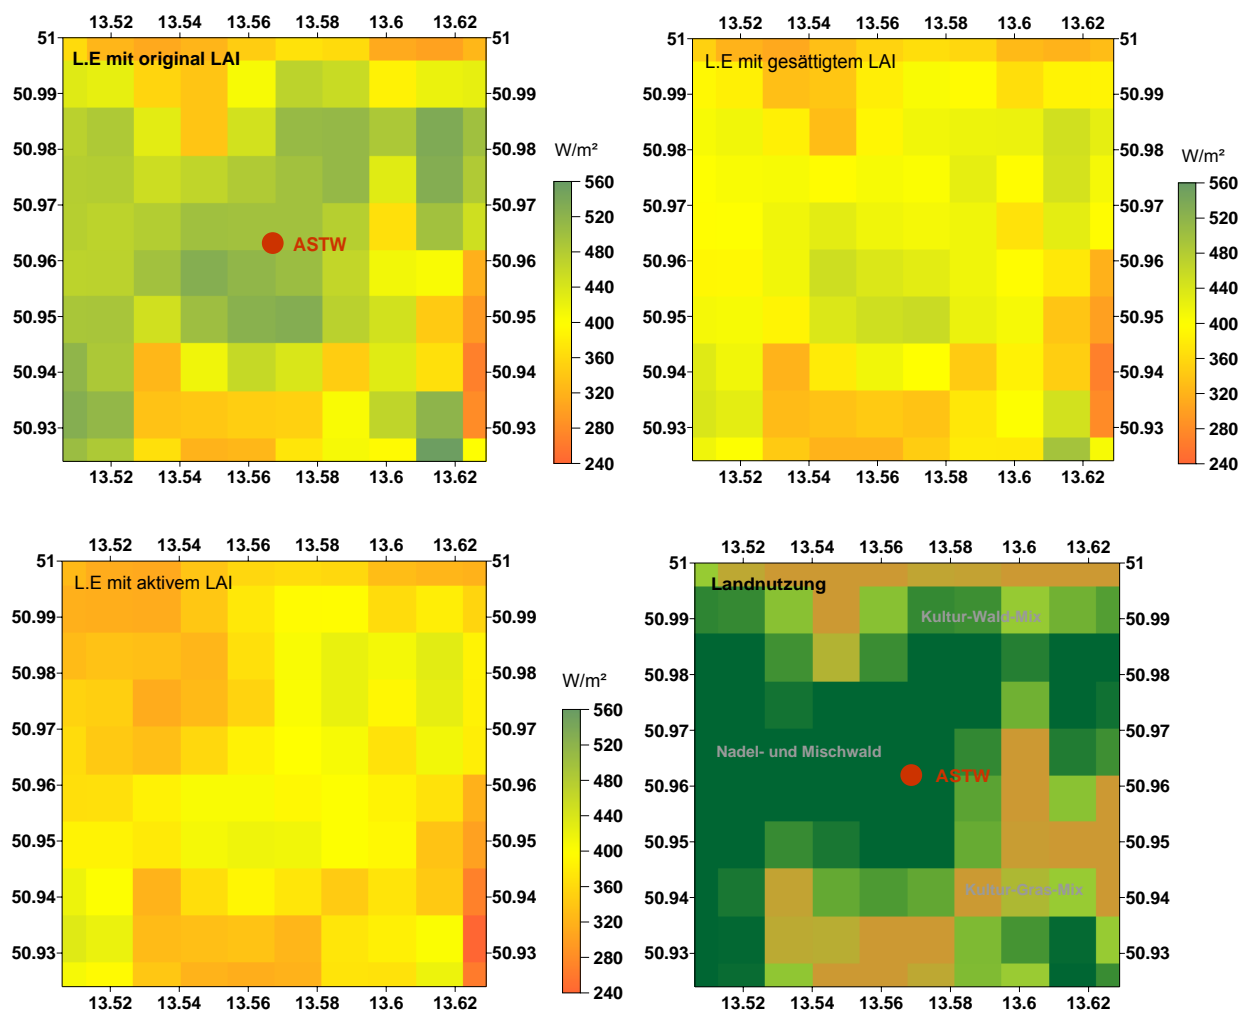 13.52 13.54 13.56 13.58 13.6 13.62
51 L.E mit original LAI 51
50.99 50.99
50.98 50.98
50.97 50.97
ASTW
50.96 50.96
50.95 50.95
50.94 50.94
50.93 50.93
13.52 13.54 13.56 13.58 13.6 13.62
W/m²
560
520
480
440
400
360
320
280
240
13.52 13.54 13.56 13.58 13.6 13.62
51 51
L.E mit gesättigtem LAI
50.99 50.99
50.98 50.98
50.97 50.97
50.96 50.96
50.95 50.95
50.94 50.94
50.93 50.93
13.52 13.54 13.56 13.58 13.6 13.62
W/m²
560
520
480
440
400
360
320
280
240
13.52 13.54 13.56 13.58 13.6 13.62
51 51
L.E mit aktivem LAI
50.99 50.99
50.98 50.98
50.97 50.97
50.96 50.96
50.95 50.95
50.94 50.94
50.93 50.93
13.52 13.54 13.56 13.58 13.6 13.62
W/m²
560
520
480
440
400
360
320
280
240
13.52 13.54 13.56 13.58 13.6 13.62
51 51
Landnutzung
50.99 Kultur-Wald-Mix 50.99
50.98 50.98
50.97 50.97
Nadel- und Mischwald
ASTW
50.96 50.96
50.95 50.95
50.94 Kultur-Gras-Mix 50.94
50.93 50.93
13.52 13.54 13.56 13.58 13.6 13.62